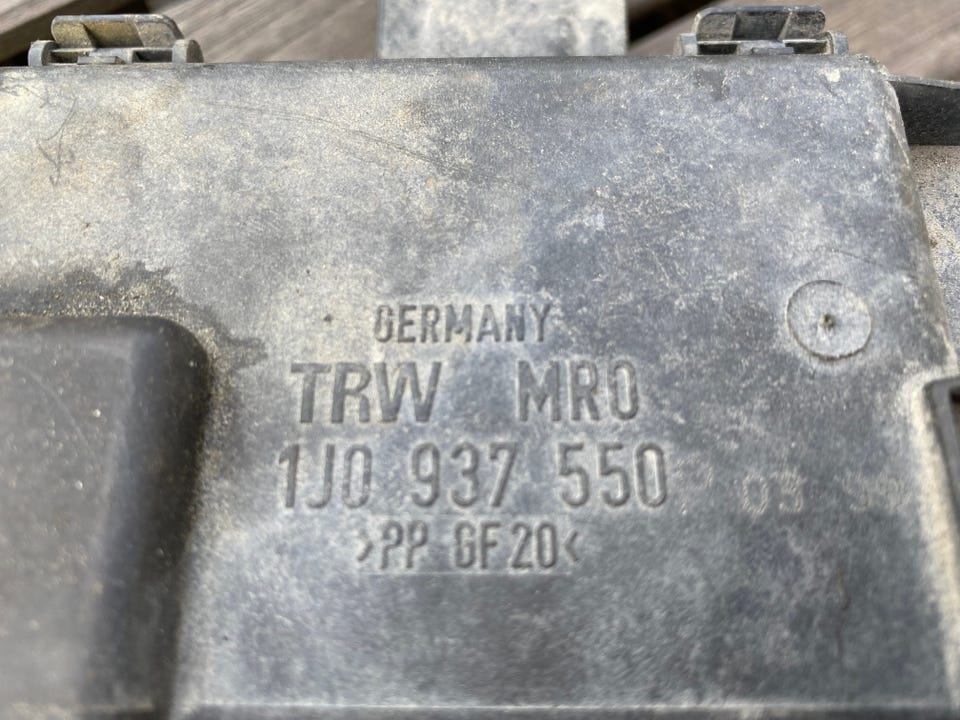 GERMANY
TRW MRO
1J0 937 550
>PP GF20<